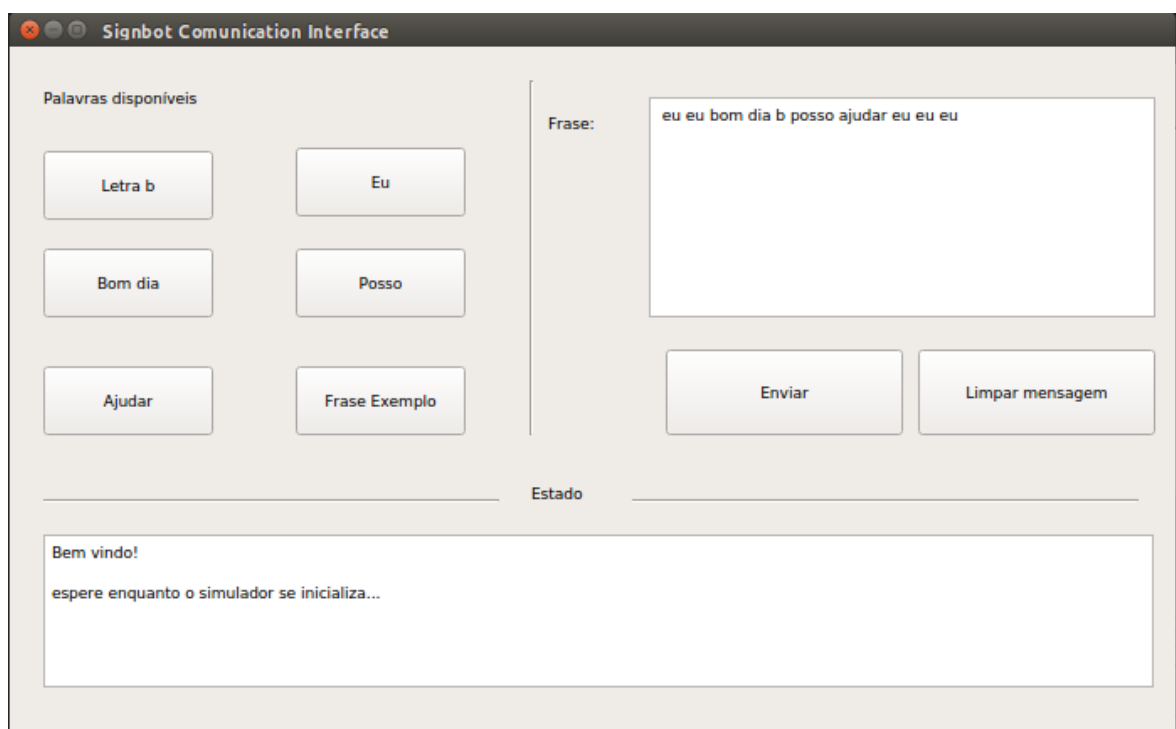 Signbot Comunication Interface
Palavras disponíveis
Letra b
Eu
Bom dia
Posso
Ajudar
Frase Exemplo
Frase:
eu eu bom dia b posso ajudar eu eu eu
Enviar
Limpar mensagem
Estado
Bem vindo!
espere enquanto o simulador se inicializa...